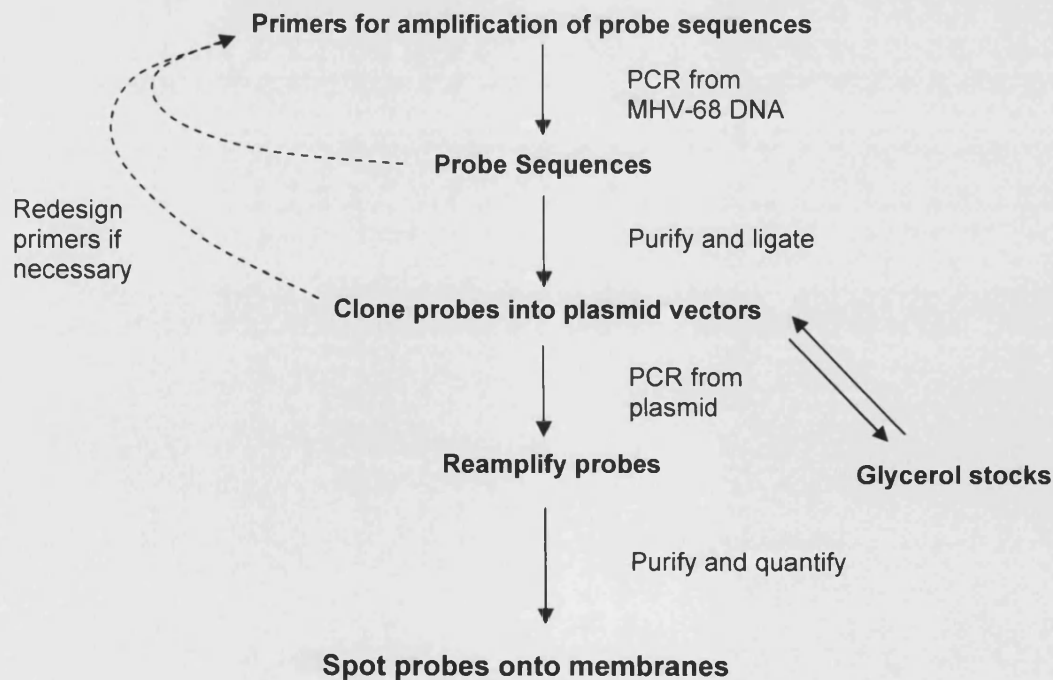 Primers for amplification of probe sequences
PCR from
MHV-68 DNA
Probe Sequences
Redesign
primers if
necessary
Purify and ligate
Clone probes into plasmid vectors
PCR from
plasmid
Reamplify probes
Glycerol stocks
Purify and quantify
Spot probes onto membranes